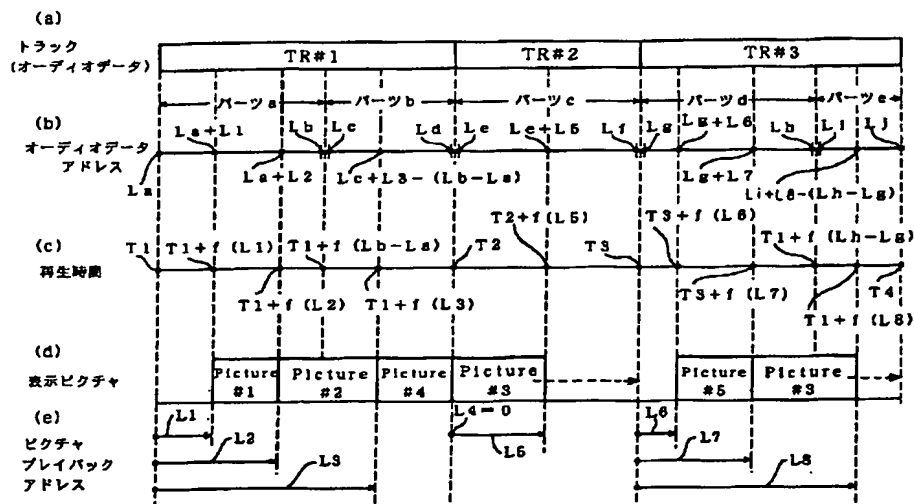 (a)
トラック
(オーディオデータ)
TR#1 TR#2 TR#3
パーツa パーツb パーツc パーツd パーツe
(b)
オーディオデータ
アドレス
La+L1 Lb Lc Ld Le Le+L5 Lf Lg Lg+L6 Lh Li Lj
La La+L2 Lc+L3-(Lb-La) Lg+L7 Li+L8-(Lh-Lg)
(c)
再生時間
T1 T1+f(L1) T1+f(Lb-La) T2 T2+f(L5) T3 T3+f(L6) T1+f(Lh-Lg)
T1+f(L2) T1+f(L3) T3+f(L7) T1+f(L8) T4
(d)
表示ピクチャ
Picture #1 Picture #2 Picture #4 Picture #3 Picture #5 Picture #3
(e)
ピクチャ
プレイバック
アドレス
L1 L4=0 L6
L2 L5 L7
L3 L8